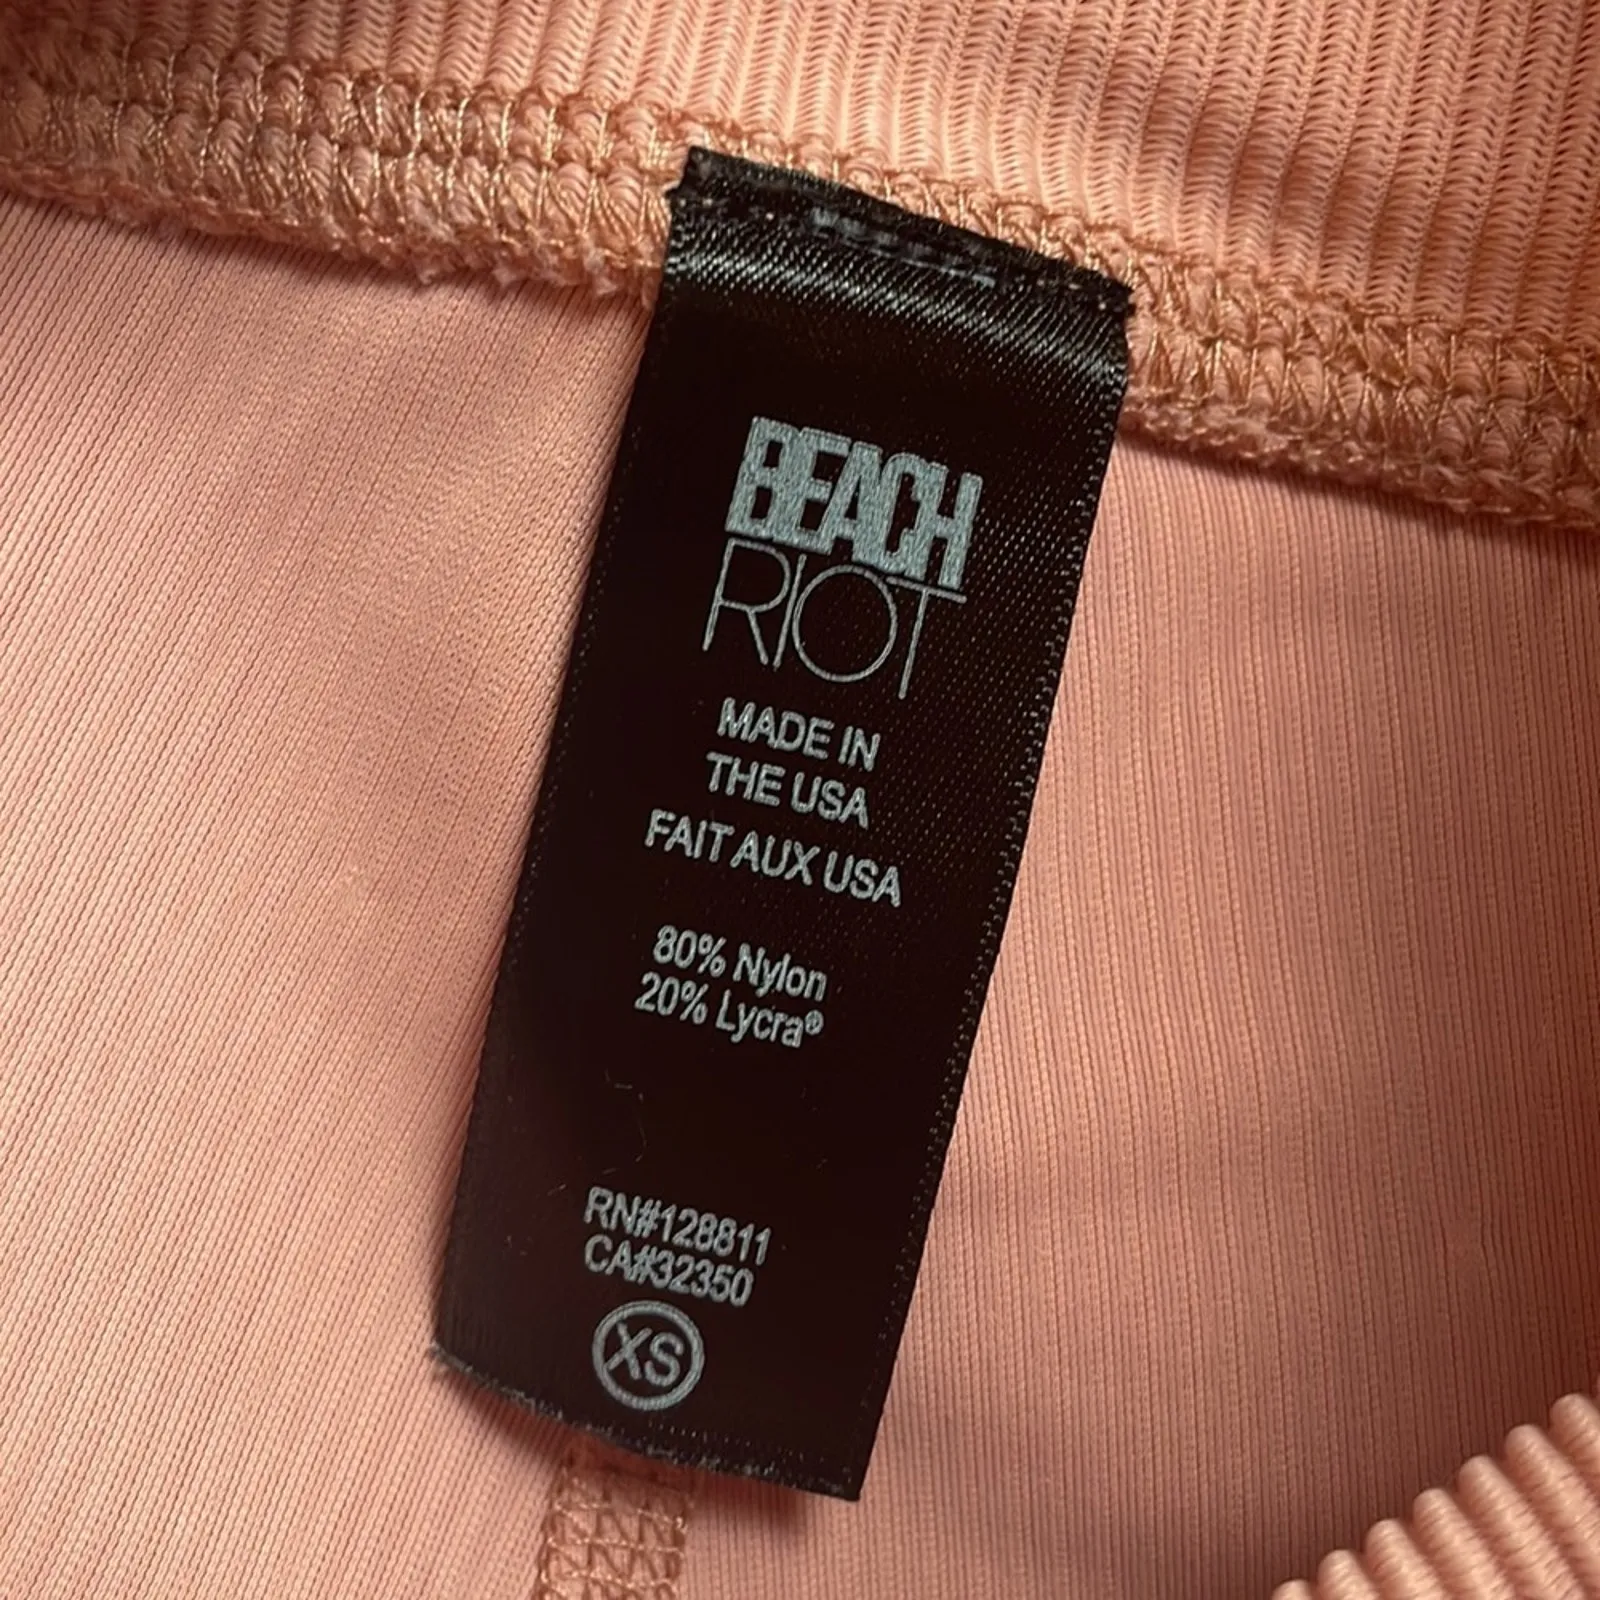 BEACH
RIOT
MADE IN
THE USA
FAIT AUX USA
80% Nylon
20% Lycra®
RN#128811
CA#32350
XS